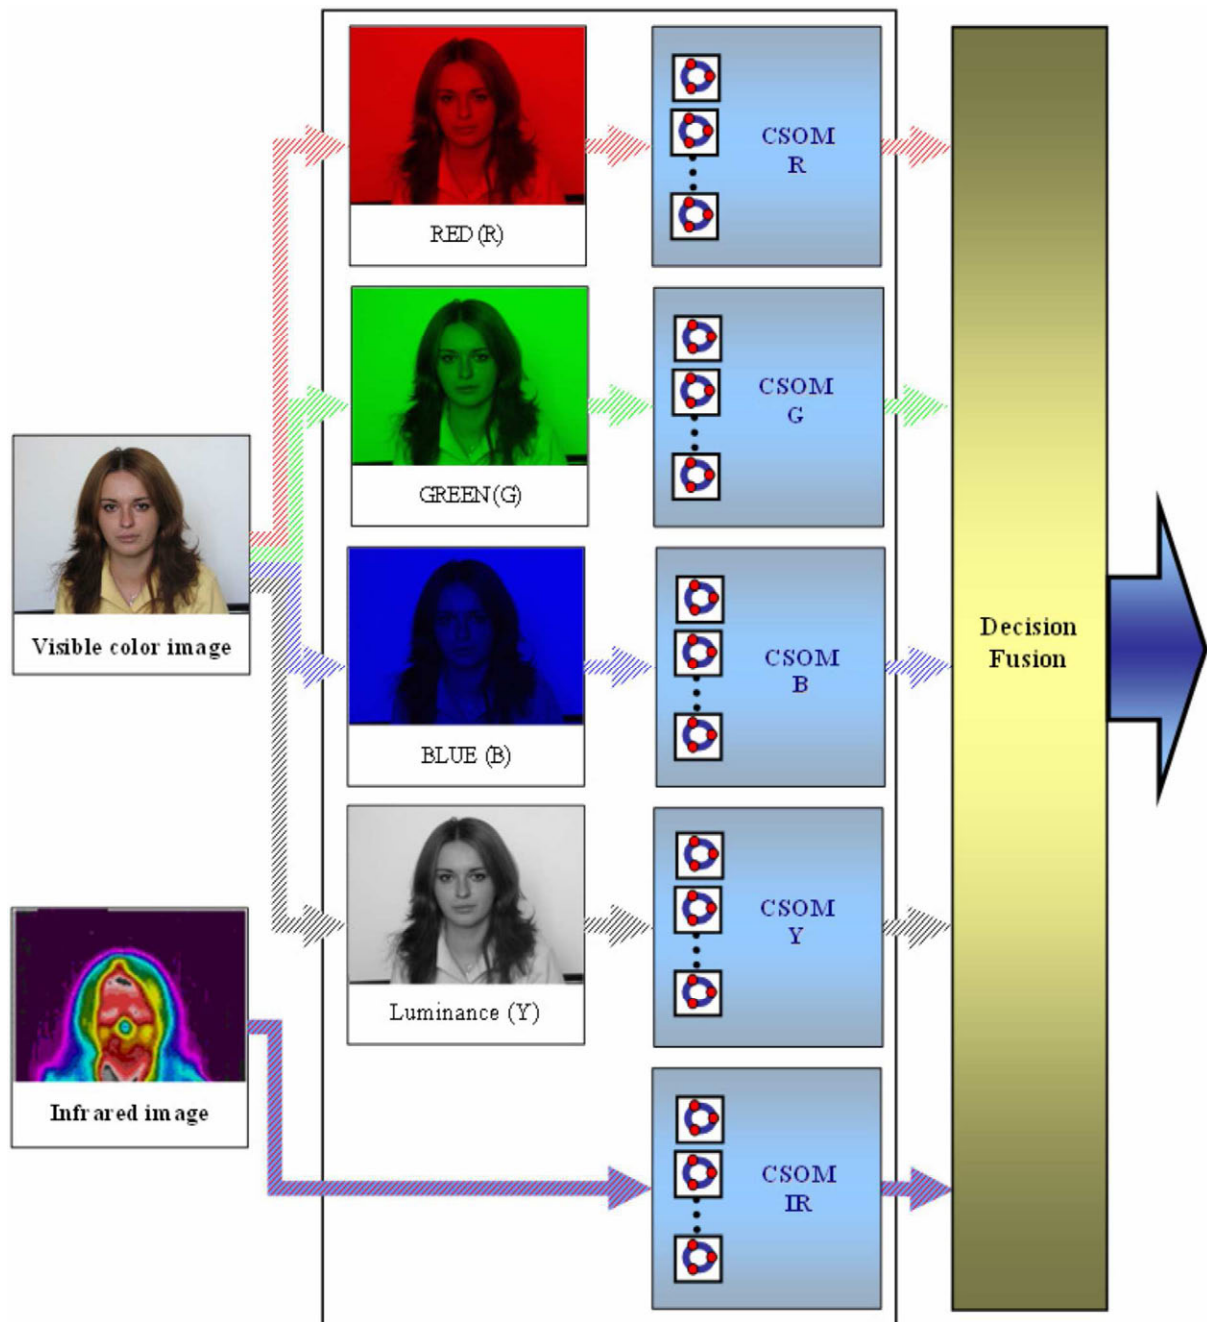 RED (R)
CSOM
R
GREEN (G)
CSOM
G
Visible color image
BLUE (B)
CSOM
B
Decision
Fusion
Luminance (Y)
CSOM
Y
Infrared image
CSOM
IR